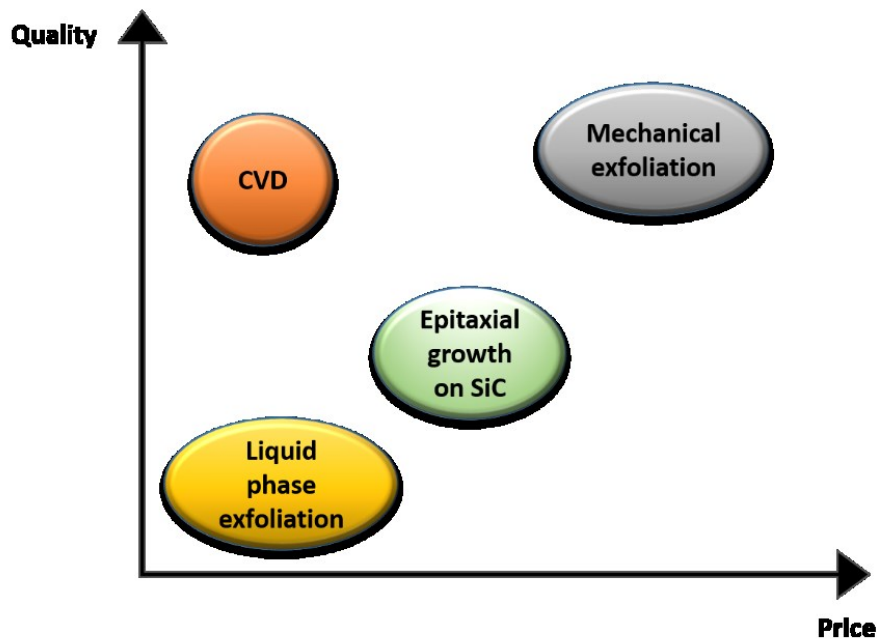 Quality
CVD
Mechanical
exfoliation
Epitaxial
growth
on SiC
Liquid
phase
exfoliation
Price